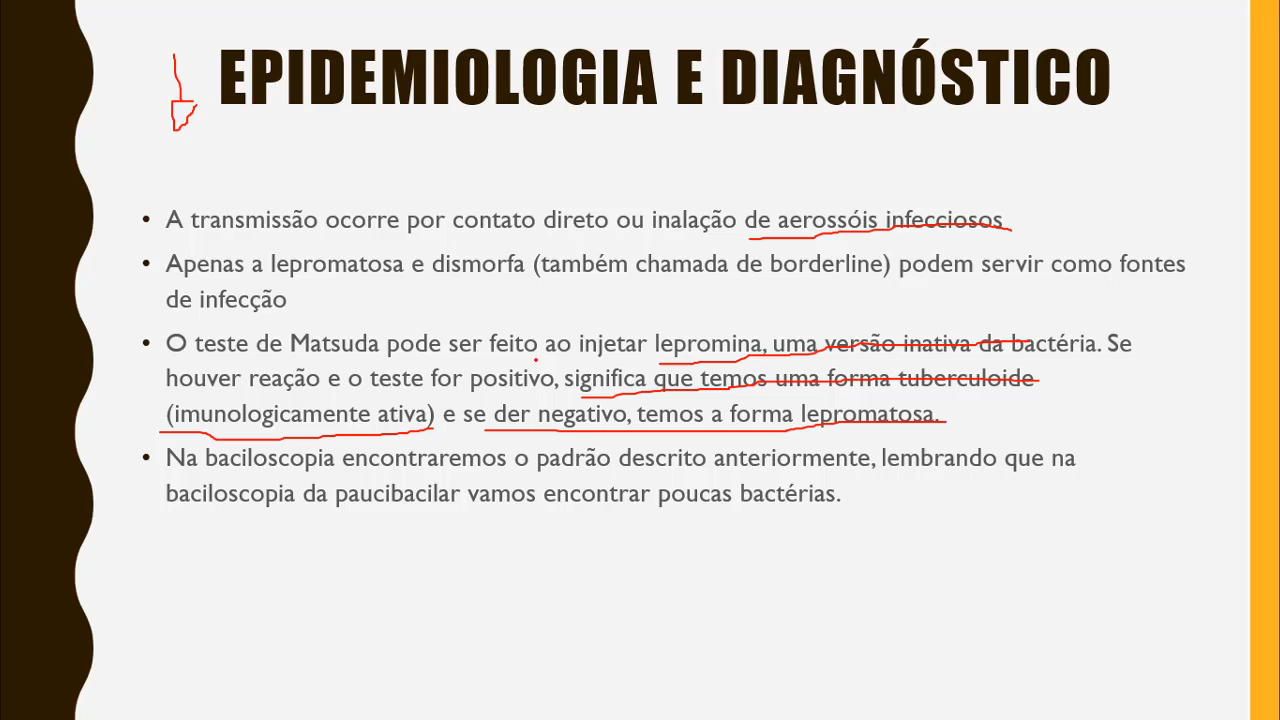 EPIDEMIOLOGIA E DIAGNÓSTICO
• A transmissão ocorre por contato direto ou inalação de aerossóis infecciosos
• Apenas a lepromatosa e dismorfa (também chamada de borderline) podem servir como fontes
de infecção
• O teste de Matsuda pode ser feito ao injetar lepromina, uma versão inativa da bactéria. Se
houver reação e o teste for positivo, significa que temos uma forma tuberculoide
(imunologicamente ativa) e se der negativo, temos a forma lepromatosa.
• Na baciloscopia encontraremos o padrão descrito anteriormente, lembrando que na
baciloscopia da paucibacilar vamos encontrar poucas bactérias.